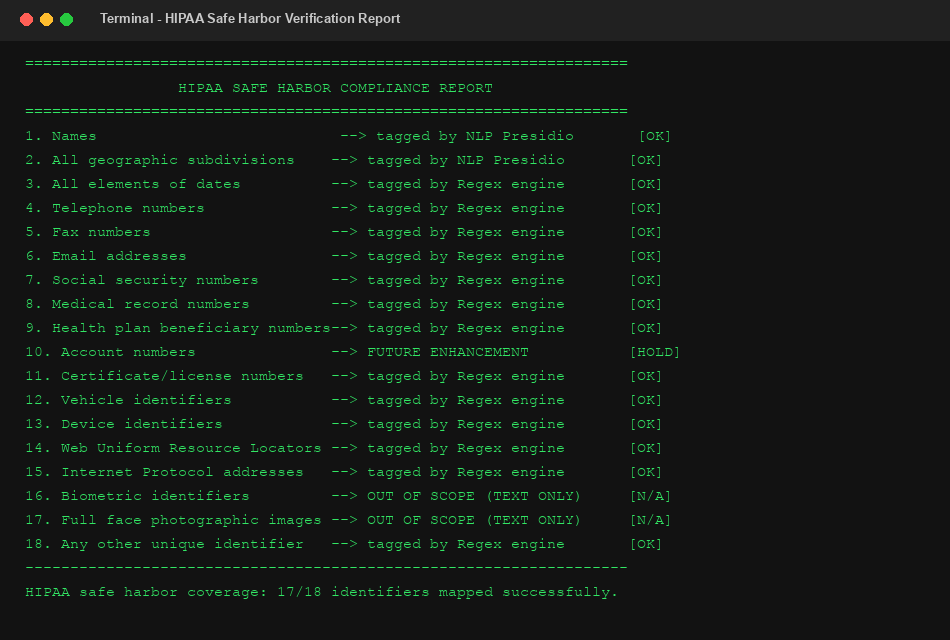 Terminal - HIPAA Safe Harbor Verification Report
===================================================================
HIPAA SAFE HARBOR COMPLIANCE REPORT
===================================================================
1. Names                           --> tagged by NLP Presidio       [OK]
2. All geographic subdivisions    --> tagged by NLP Presidio       [OK]
3. All elements of dates          --> tagged by Regex engine       [OK]
4. Telephone numbers              --> tagged by Regex engine       [OK]
5. Fax numbers                    --> tagged by Regex engine       [OK]
6. Email addresses                --> tagged by Regex engine       [OK]
7. Social security numbers        --> tagged by Regex engine       [OK]
8. Medical record numbers         --> tagged by Regex engine       [OK]
9. Health plan beneficiary numbers--> tagged by Regex engine       [OK]
10. Account numbers               --> FUTURE ENHANCEMENT           [HOLD]
11. Certificate/license numbers   --> tagged by Regex engine       [OK]
12. Vehicle identifiers           --> tagged by Regex engine       [OK]
13. Device identifiers            --> tagged by Regex engine       [OK]
14. Web Uniform Resource Locators --> tagged by Regex engine       [OK]
15. Internet Protocol addresses   --> tagged by Regex engine       [OK]
16. Biometric identifiers         --> OUT OF SCOPE (TEXT ONLY)     [N/A]
17. Full face photographic images --> OUT OF SCOPE (TEXT ONLY)     [N/A]
18. Any other unique identifier   --> tagged by Regex engine       [OK]
-------------------------------------------------------------------
HIPAA safe harbor coverage: 17/18 identifiers mapped successfully.